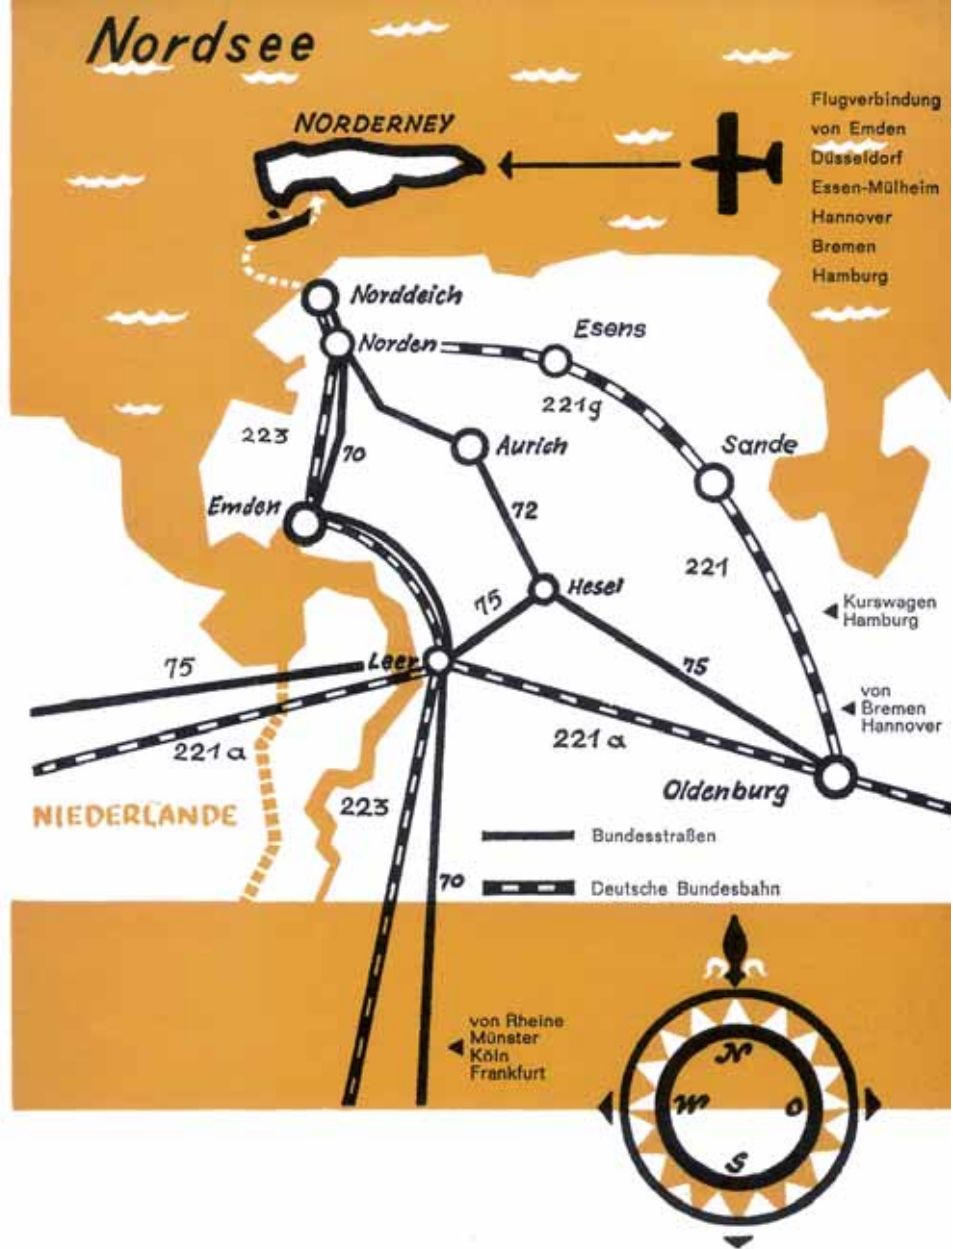 Nordsee
NORDERNEY
Flugverbindung
von Emden
Düsseldorf
Essen-Mülheim
Hannover
Bremen
Hamburg
Norddeich
Norden
Esens
221g
223
70
Aurich
Sande
Emden
72
221
75
Hesel
Kurswagen
Hamburg
75
Leer
75
von
Bremen
Hannover
221a
221a
Oldenburg
NIEDERLANDE
223
Bundesstraßen
70
Deutsche Bundesbahn
von Rheine
Münster
Köln
Frankfurt
N
W
O
S